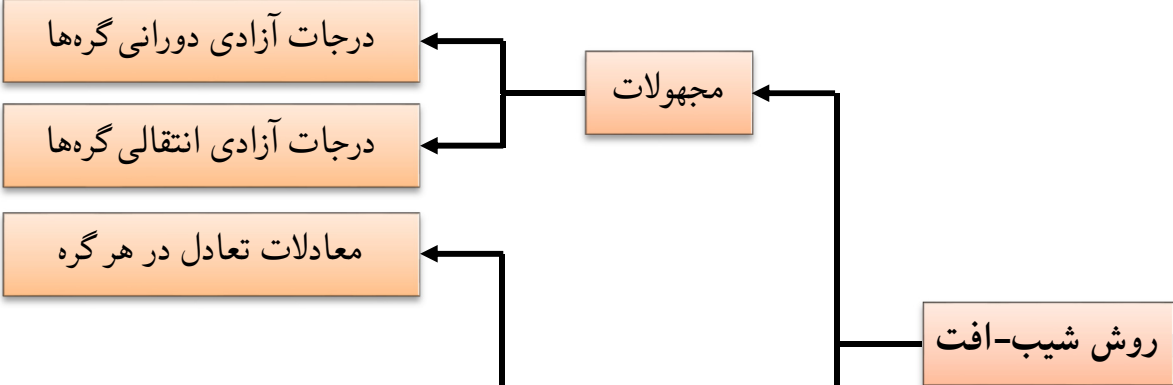 درجات آزادی دورانی گره‌ها
مجهولات
درجات آزادی انتقالی گره‌ها
معادلات تعادل در هر گره
روش شیب-افت